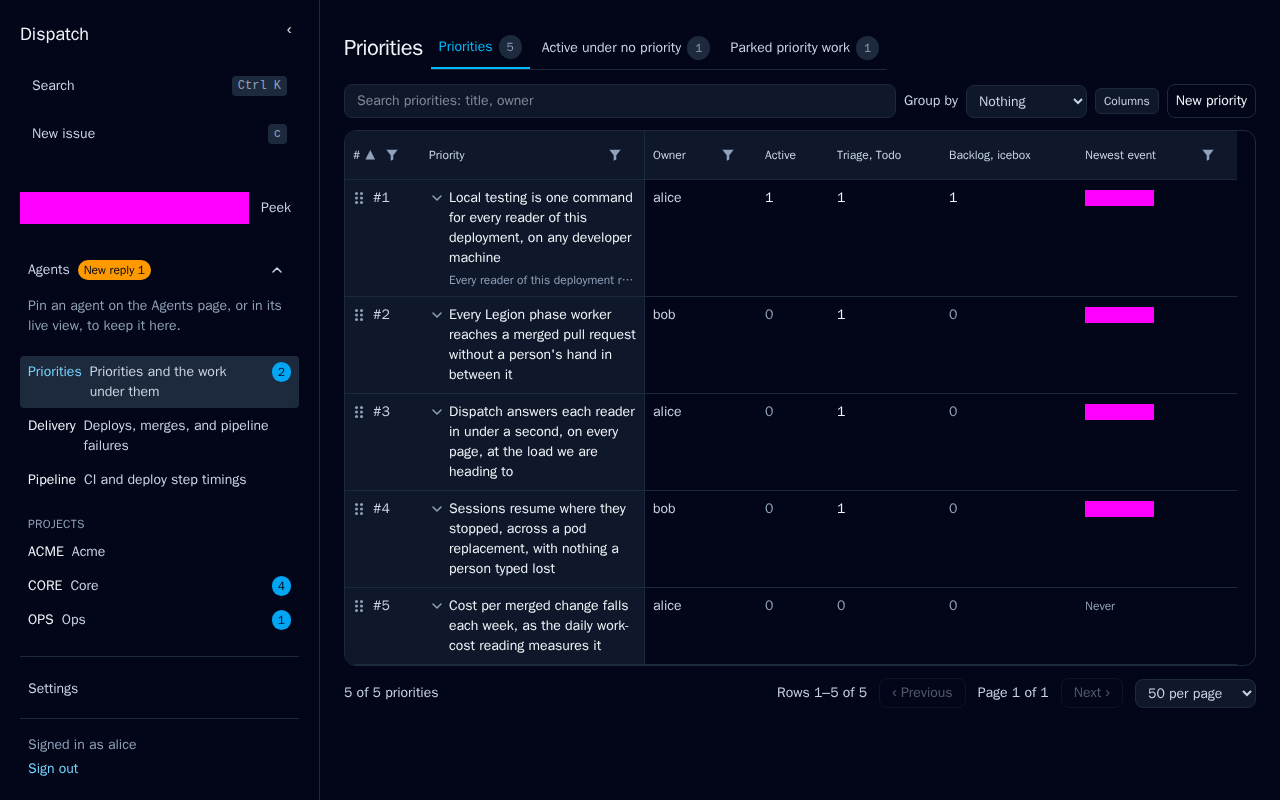 Dispatch
‹
Search
Ctrl K
New issue
C
Peek
Agents
New reply 1
Pin an agent on the Agents page, or in its
live view, to keep it here.
Priorities Priorities and the work
under them
2
Delivery Deploys, merges, and pipeline
failures
Pipeline CI and deploy step timings
PROJECTS
ACME Acme
CORE Core 4
OPS Ops 1
Settings
Signed in as alice
Sign out
Priorities
Priorities 5
Active under no priority 1
Parked priority work 1
Search priorities: title, owner
Group by
Nothing
Columns
New priority
# ▲ Priority Owner Active Triage, Todo Backlog, icebox Newest event
#1 Local testing is one command alice 1 1 1
for every reader of this
deployment, on any developer
machine
Every reader of this deployment r···
#2 Every Legion phase worker bob 0 1 0
reaches a merged pull request
without a person's hand in
between it
#3 Dispatch answers each reader alice 0 1 0
in under a second, on every
page, at the load we are
heading to
#4 Sessions resume where they bob 0 1 0
stopped, across a pod
replacement, with nothing a
person typed lost
#5 Cost per merged change falls alice 0 0 0 Never
each week, as the daily work-
cost reading measures it
5 of 5 priorities
Rows 1–5 of 5
‹ Previous
Page 1 of 1
Next ›
50 per page